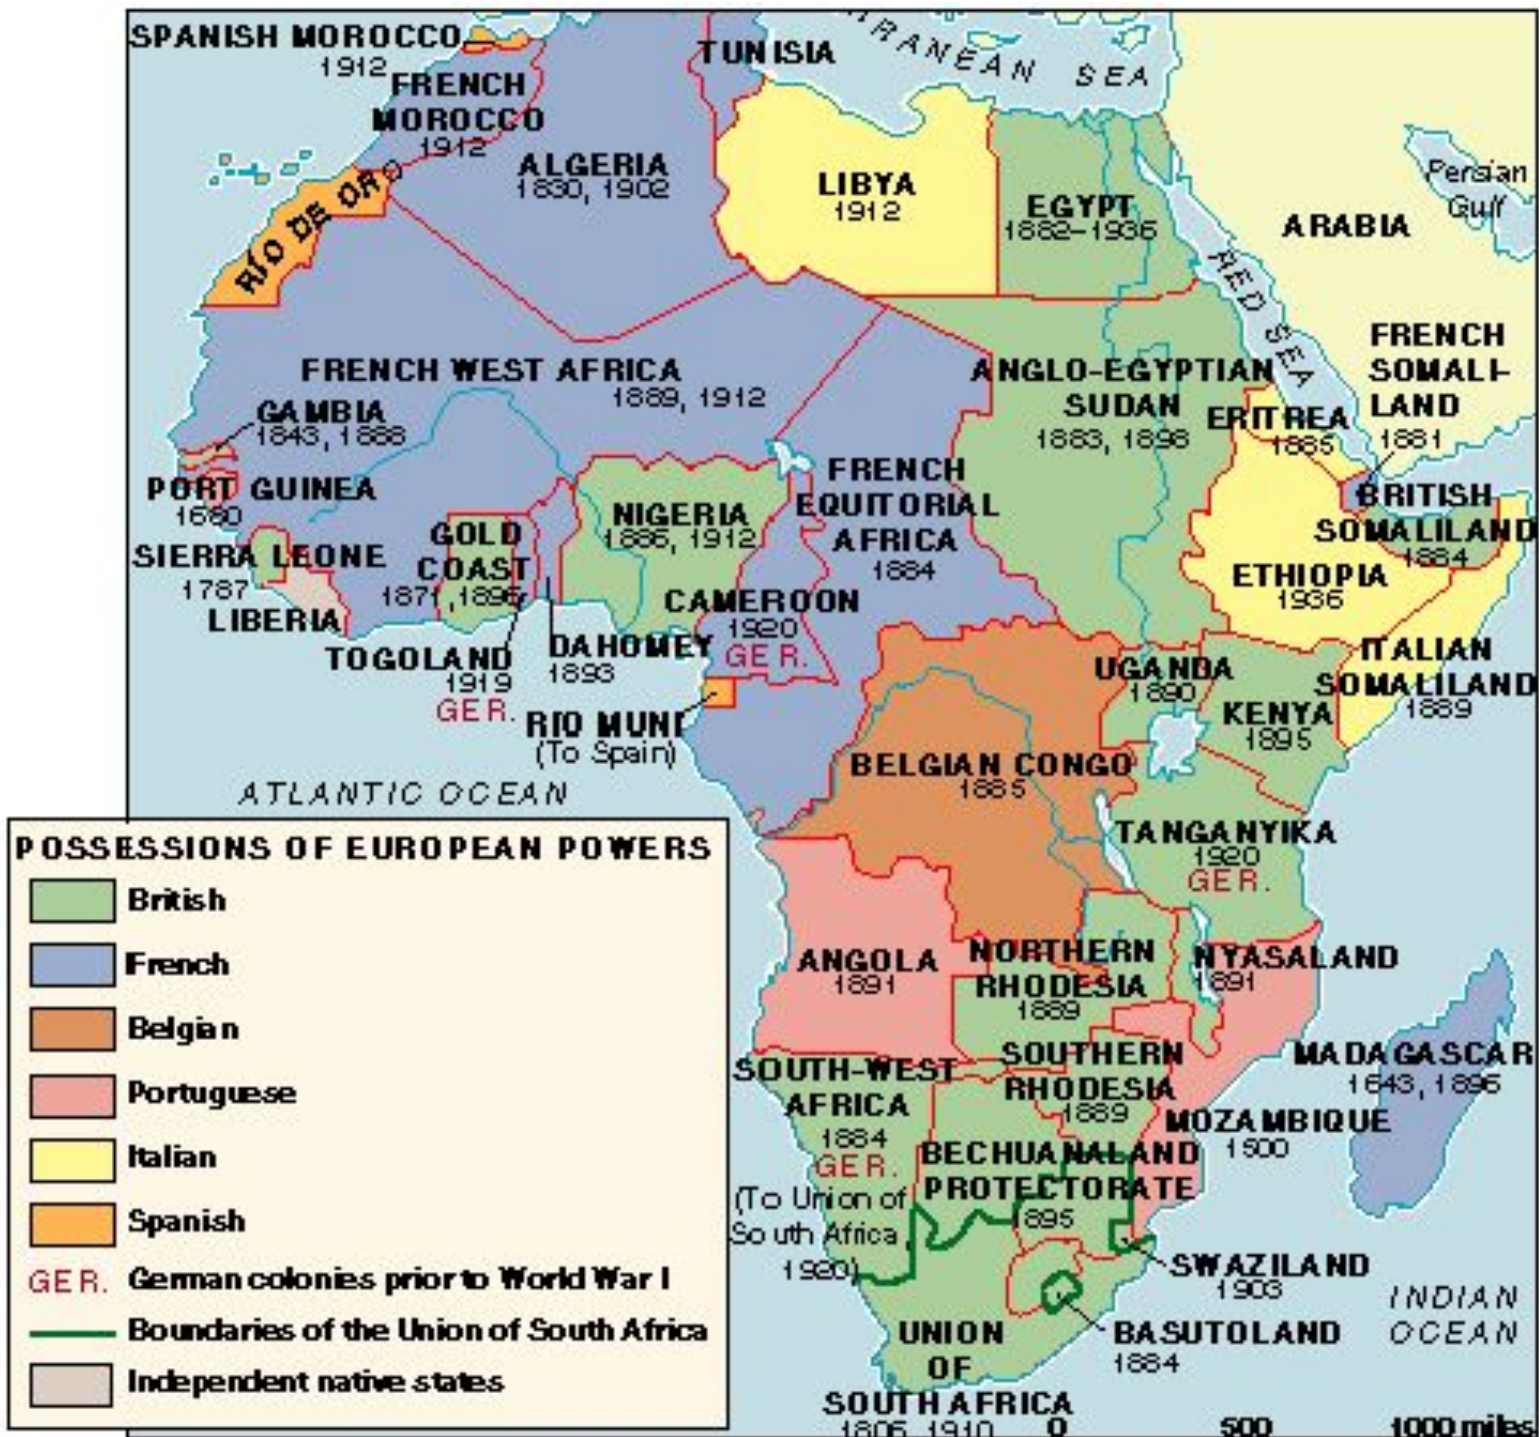 SPANISH MOROCCO
1912
FRENCH
MOROCCO
1912
TUNISIA
RANEAN SEA
ALGERIA
1830, 1902
LIBYA
1912
EGYPT
1882-1936
Persian
Gulf
ARABIA
RED SEA
RÍO DE OR
FRENCH WEST AFRICA
1889, 1912
GAMBIA
1843, 1888
PORT GUINEA
1680
SIERRA LEONE
1787
LIBERIA
GOLD
COAST
1871, 1896
TOGOLAND
1919
GER.
DAHOMEY
1893
NIGERIA
1886, 1912
CAMEROON
1920
GER.
RIO MUNI
(To Spain)
FRENCH
EQUITORIAL
AFRICA
1884
ANGLO-EGYPTIAN
SUDAN
1883, 1898
ERITREA
1885
FRENCH
SOMALI-
LAND
1881
BRITISH
SOMALILAND
1884
ETHIOPIA
1936
ITALIAN
SOMALILAND
1889
UGANDA
1890
KENYA
1895
BELGIAN CONGO
1885
TANGANYIKA
1920
GER.
ATLANTIC OCEAN
ANGOLA
1891
NORTHERN
RHODESIA
1889
NYASALAND
1891
SOUTHERN
RHODESIA
1889
MADAGASCAR
1643, 1896
MOZAMBIQUE
1500
SOUTH-WEST
AFRICA
1884
GER.
(To Union of
South Africa
1920)
BECHUANALAND
PROTECTORATE
1895
SWAZILAND
1903
BASUTOLAND
1884
UNION
OF
SOUTH AFRICA
1806, 1910
INDIAN
OCEAN
0 500 1000 miles
POSSESSIONS OF EUROPEAN POWERS
British
French
Belgian
Portuguese
Italian
Spanish
GER. German colonies prior to World War I
Boundaries of the Union of South Africa
Independent native states